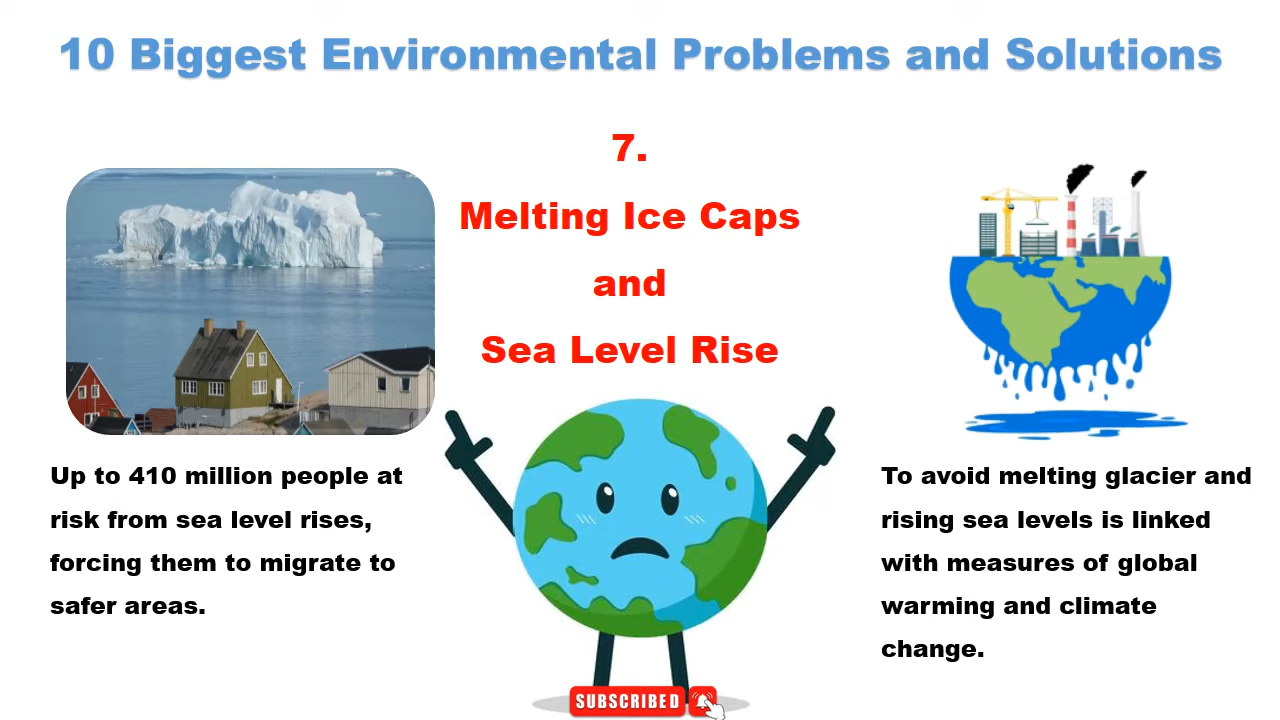 10 Biggest Environmental Problems and Solutions
7.
Melting Ice Caps
and
Sea Level Rise
Up to 410 million people at
risk from sea level rises,
forcing them to migrate to
safer areas.
To avoid melting glacier and
rising sea levels is linked
with measures of global
warming and climate
change.
SUBSCRIBED